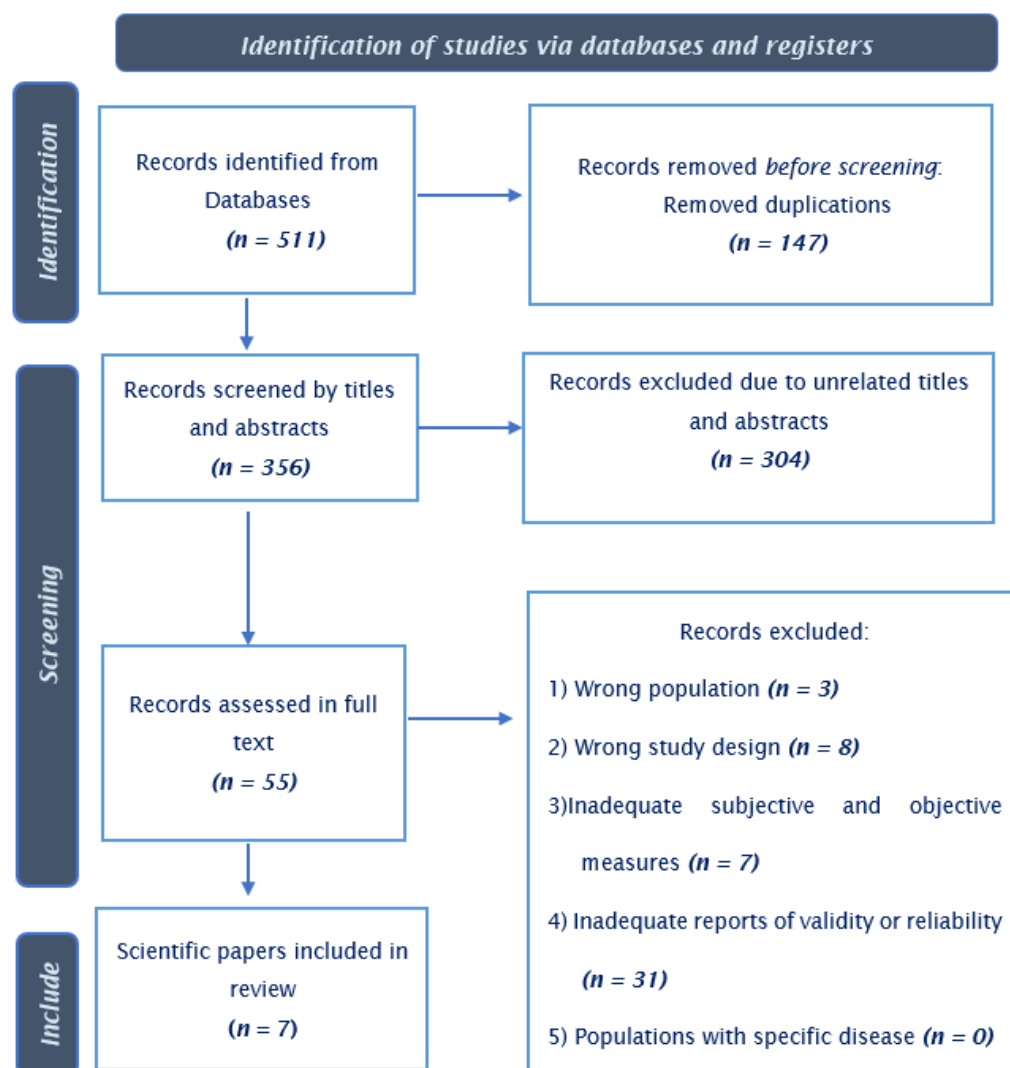 Identification of studies via databases and registers
Identification
Records identified from
Databases
(n = 511)
Records removed before screening:
Removed duplications
(n = 147)
Screening
Records screened by titles
and abstracts
(n = 356)
Records excluded due to unrelated titles
and abstracts
(n = 304)
Records assessed in full
text
(n = 55)
Records excluded:
1) Wrong population (n = 3)
2) Wrong study design (n = 8)
3)Inadequate subjective and objective
measures (n = 7)
4) Inadequate reports of validity or reliability
(n = 31)
5) Populations with specific disease (n = 0)
Include
Scientific papers included in
review
(n = 7)